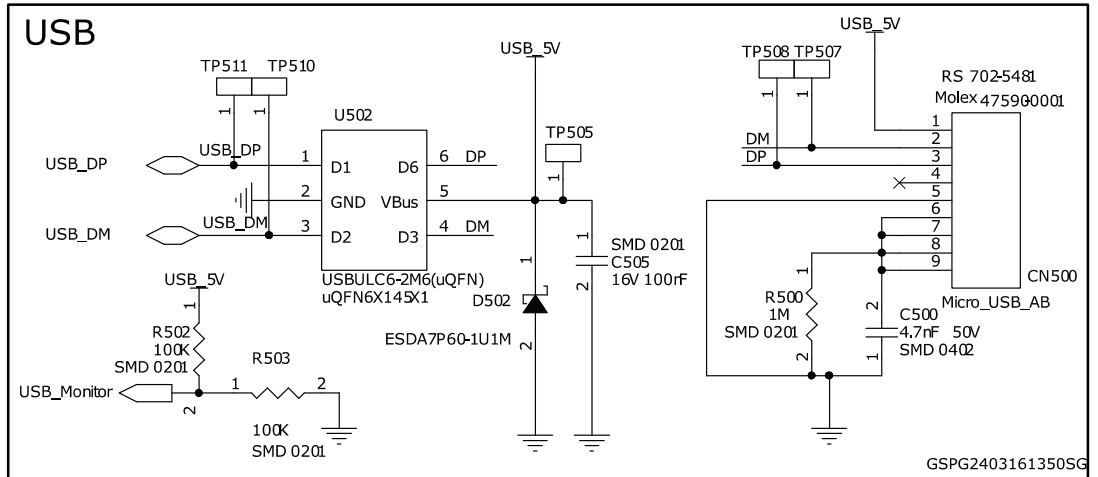 USB
TP511 TP510
1 1
USB_DP
USB_DP
USB_DM
USB_DM
U502
1 D1 D6 6 DP
2 GND VBus 5
3 D2 D3 4 DM
USBULC6-2M6(uQFN)
uQFN6X145X1
USB_5V
1
R502
100K
SMD 0201
2
USB_Monitor
R503
1 2
100K
SMD 0201
USB_5V
TP505
1
1
D502
2
ESDA7P60-1U1M
1
SMD 0201
C505
16V 100nF
2
TP508 TP507
1 1
USB_5V
RS 702-5481
Molex 47590-0001
DM
DP
1
2
3
4
5
6
7
8
9
CN500
Micro_USB_AB
1
R500
1M
SMD 0201
2
2
C500
4.7nF 50V
SMD 0402
1
GSPG2403161350SG